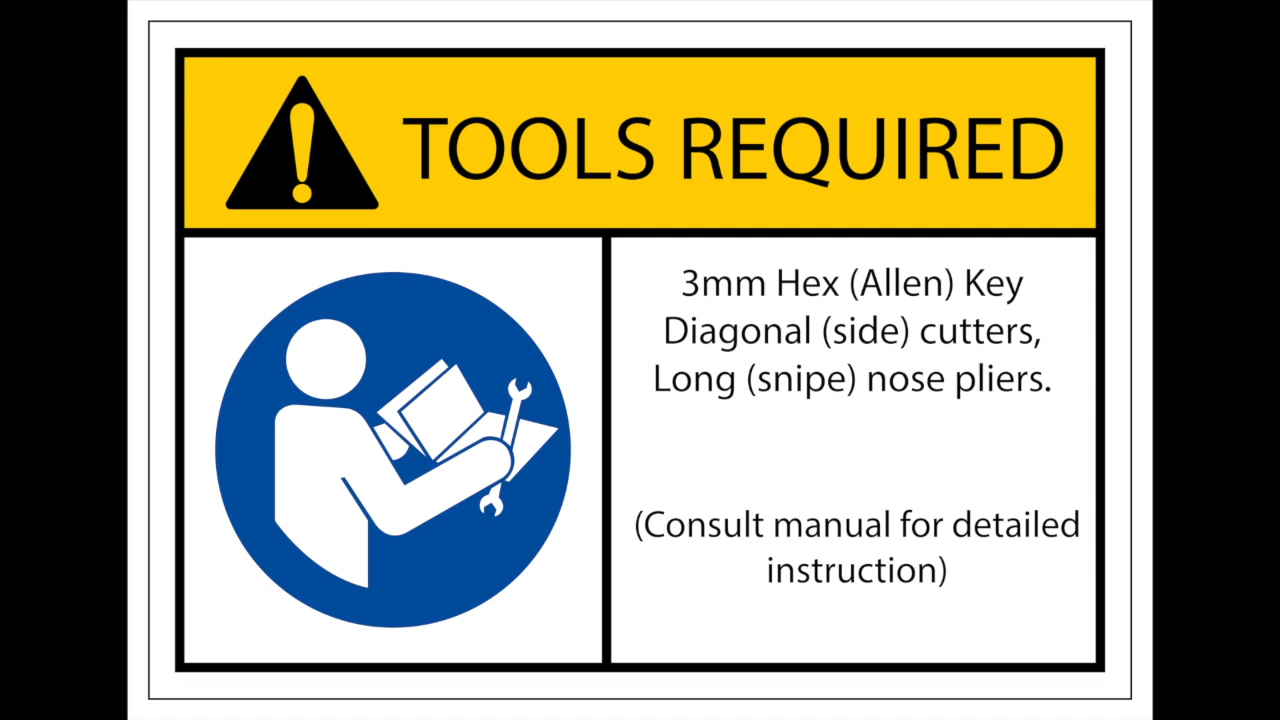 TOOLS REQUIRED
3mm Hex (Allen) Key
Diagonal (side) cutters,
Long (snipe) nose pliers.
(Consult manual for detailed
instruction)